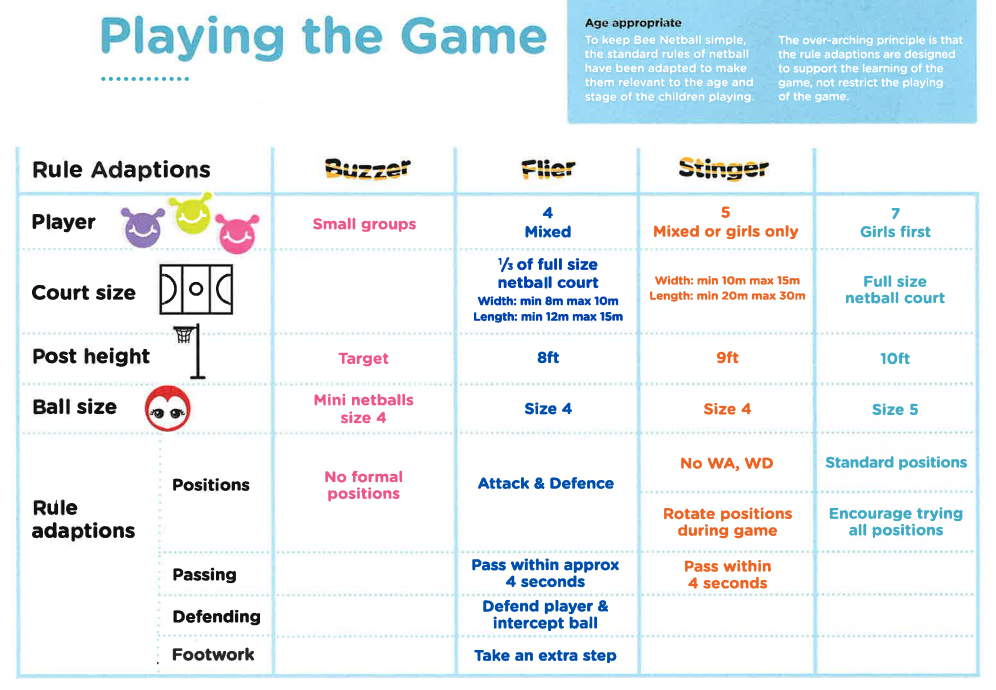 Playing the Game
Age appropriate
To keep Bee Netball simple,
the standard rules of netball
have been adapted to make
them relevant to the age and
stage of the children playing.
The over-arching principle is that
the rule adaptions are designed
to support the learning of the
game, not restrict the playing
of the game.
Rule Adaptions
Buzzer
Flier
Stinger
Player
Small groups
4
Mixed
5
Mixed or girls only
7
Girls first
Court size
⅓ of full size
netball court
Width: min 8m max 10m
Length: min 12m max 15m
Width: min 10m max 15m
Length: min 20m max 30m
Full size
netball court
Post height
Target
8ft
9ft
10ft
Ball size
Mini netballs
size 4
Size 4
Size 4
Size 5
Rule
adaptions
Positions
No formal
positions
Attack & Defence
No WA, WD
Rotate positions
during game
Standard positions
Encourage trying
all positions
Passing
Pass within approx
4 seconds
Pass within
4 seconds
Defending
Defend player &
intercept ball
Footwork
Take an extra step